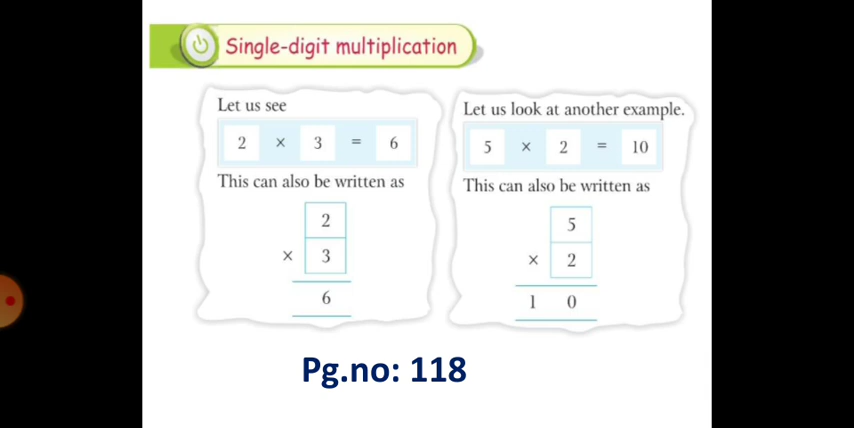 Single-digit multiplication
Let us see
2 × 3 = 6
This can also be written as
2
× 3
6
Let us look at another example.
5 × 2 = 10
This can also be written as
5
× 2
1 0
Pg.no: 118